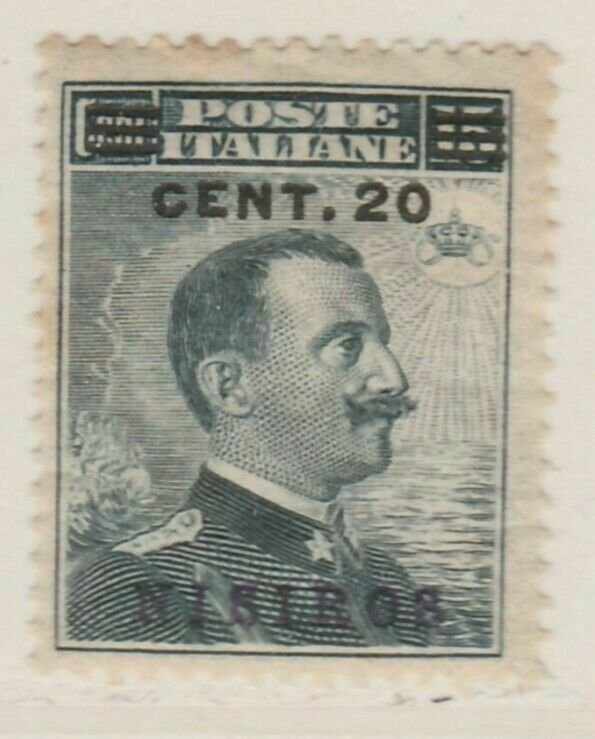 POSTE
ITALIANE
CENT. 20
NISIROS